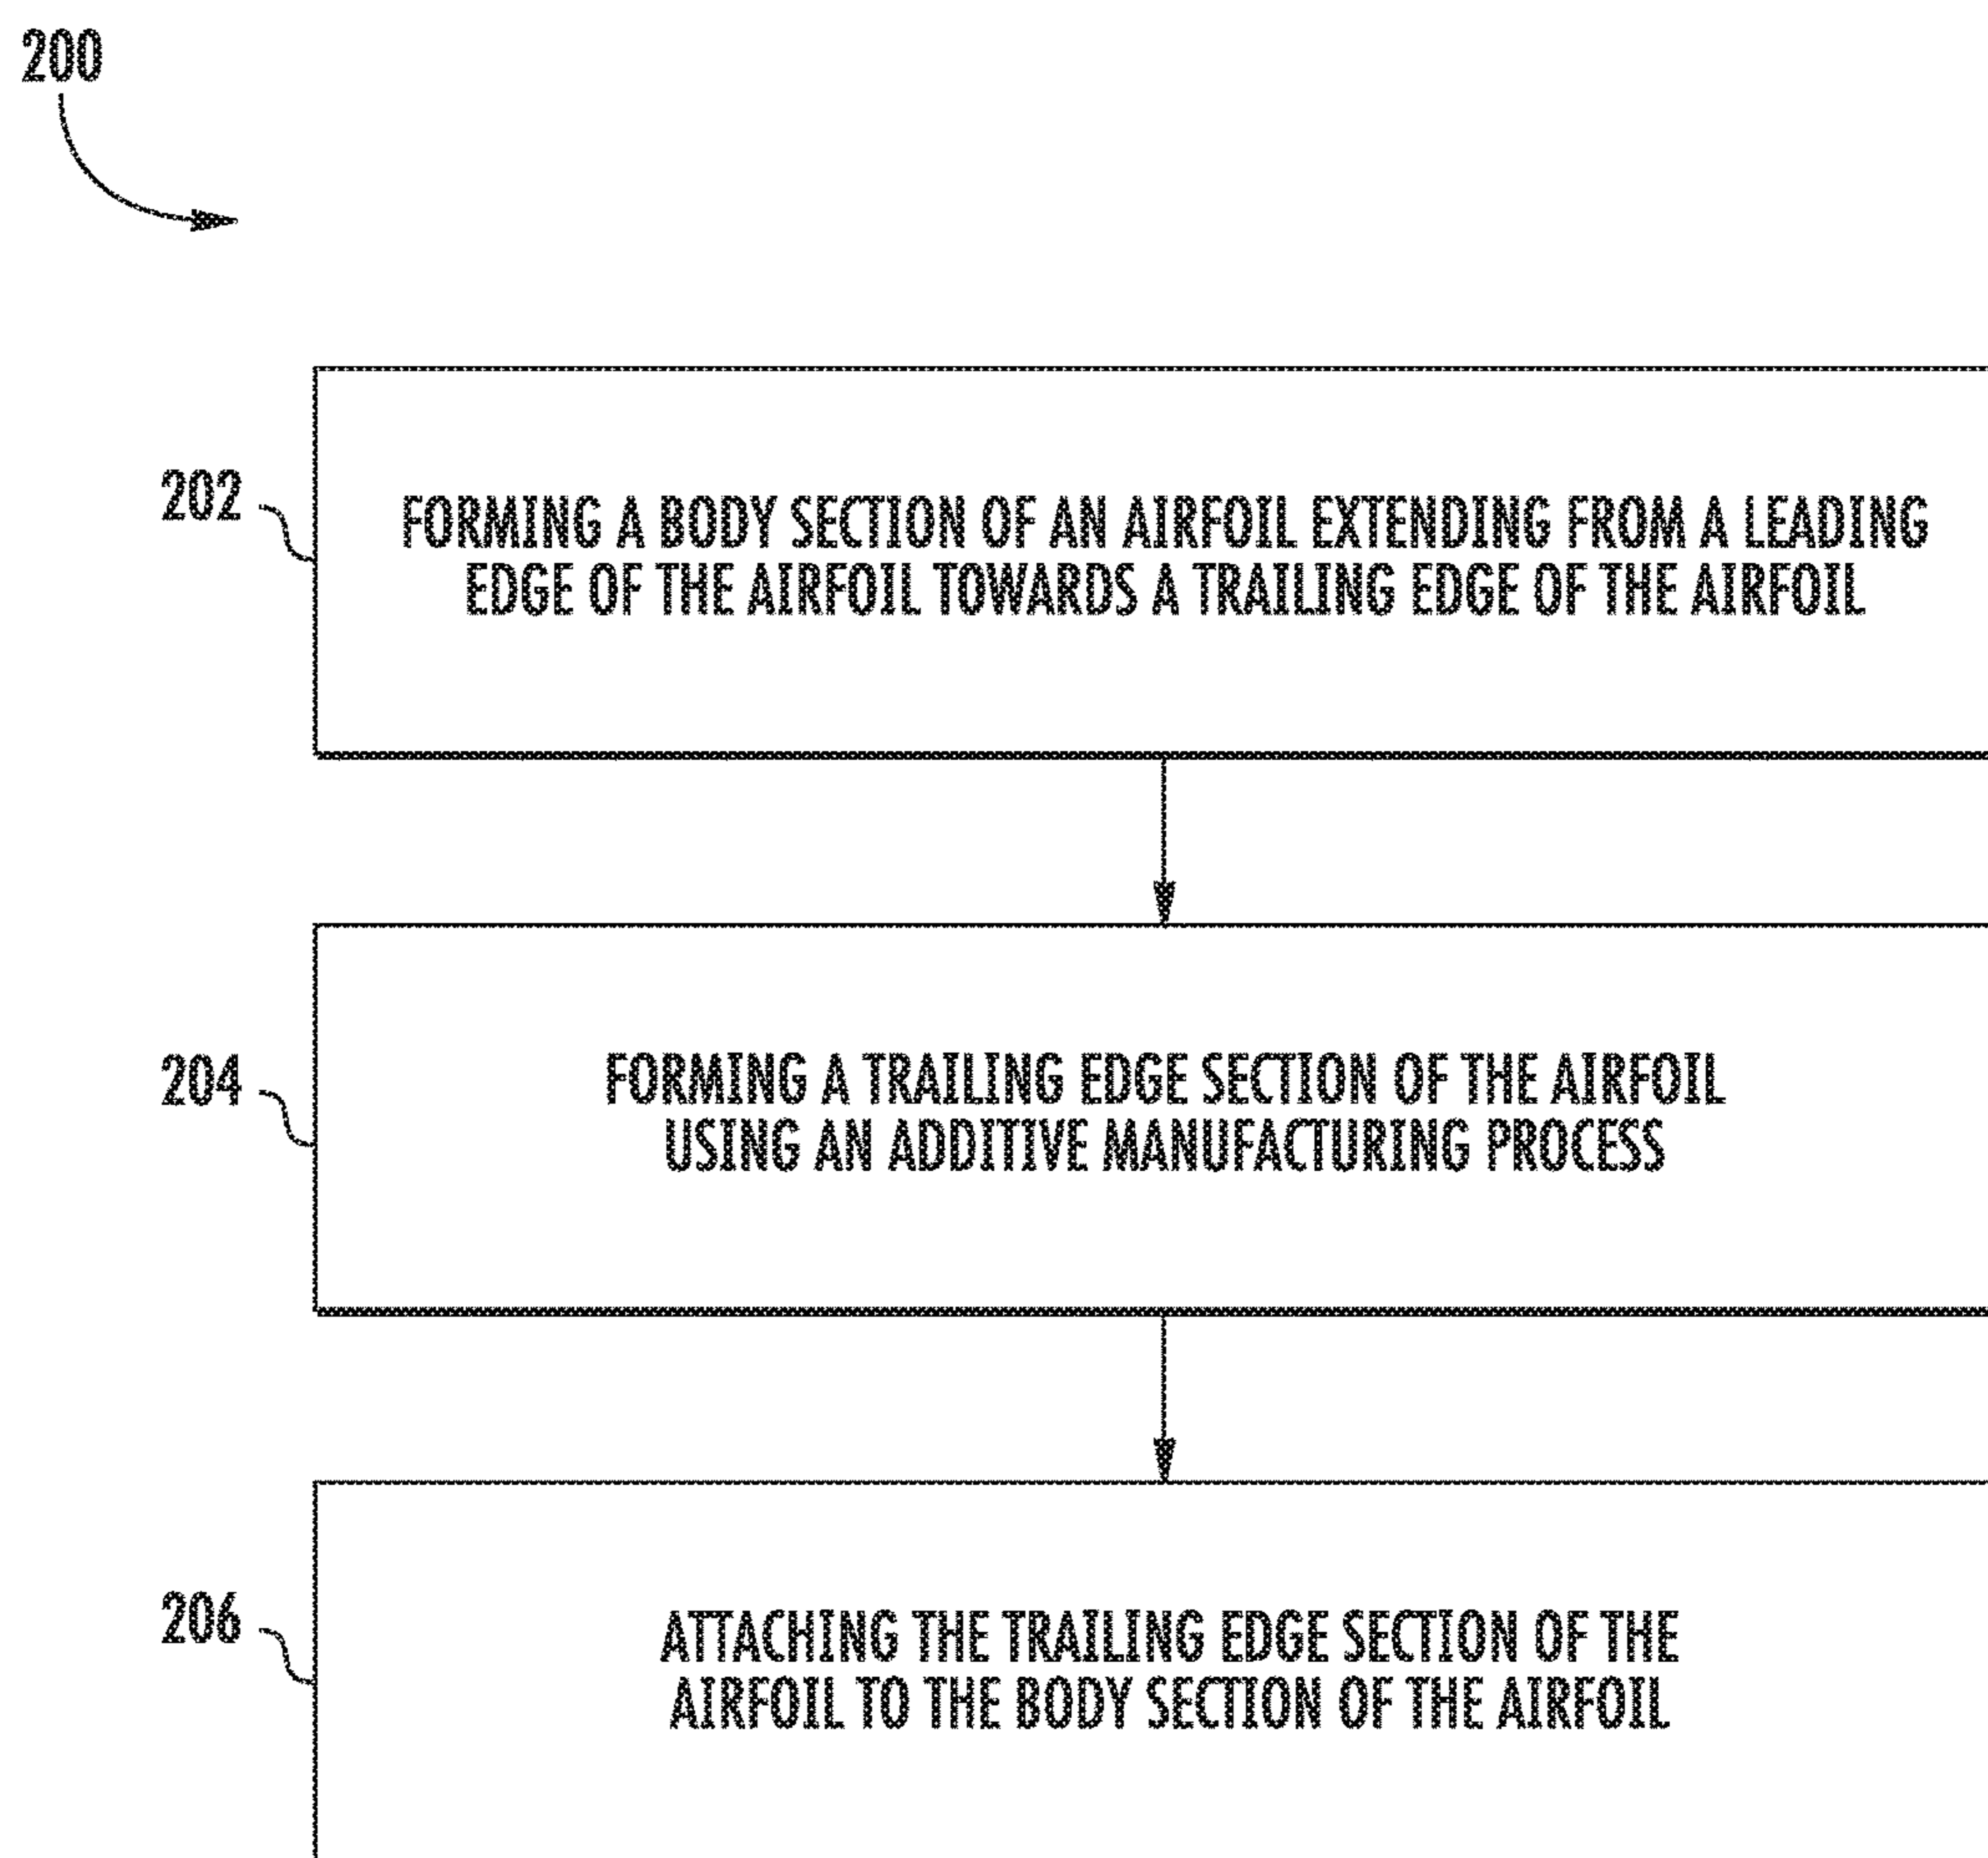 200
202
FORMING A BODY SECTION OF AN AIRFOIL EXTENDING FROM A LEADING
EDGE OF THE AIRFOIL TOWARDS A TRAILING EDGE OF THE AIRFOIL
204
FORMING A TRAILING EDGE SECTION OF THE AIRFOIL
USING AN ADDITIVE MANUFACTURING PROCESS
206
ATTACHING THE TRAILING EDGE SECTION OF THE
AIRFOIL TO THE BODY SECTION OF THE AIRFOIL